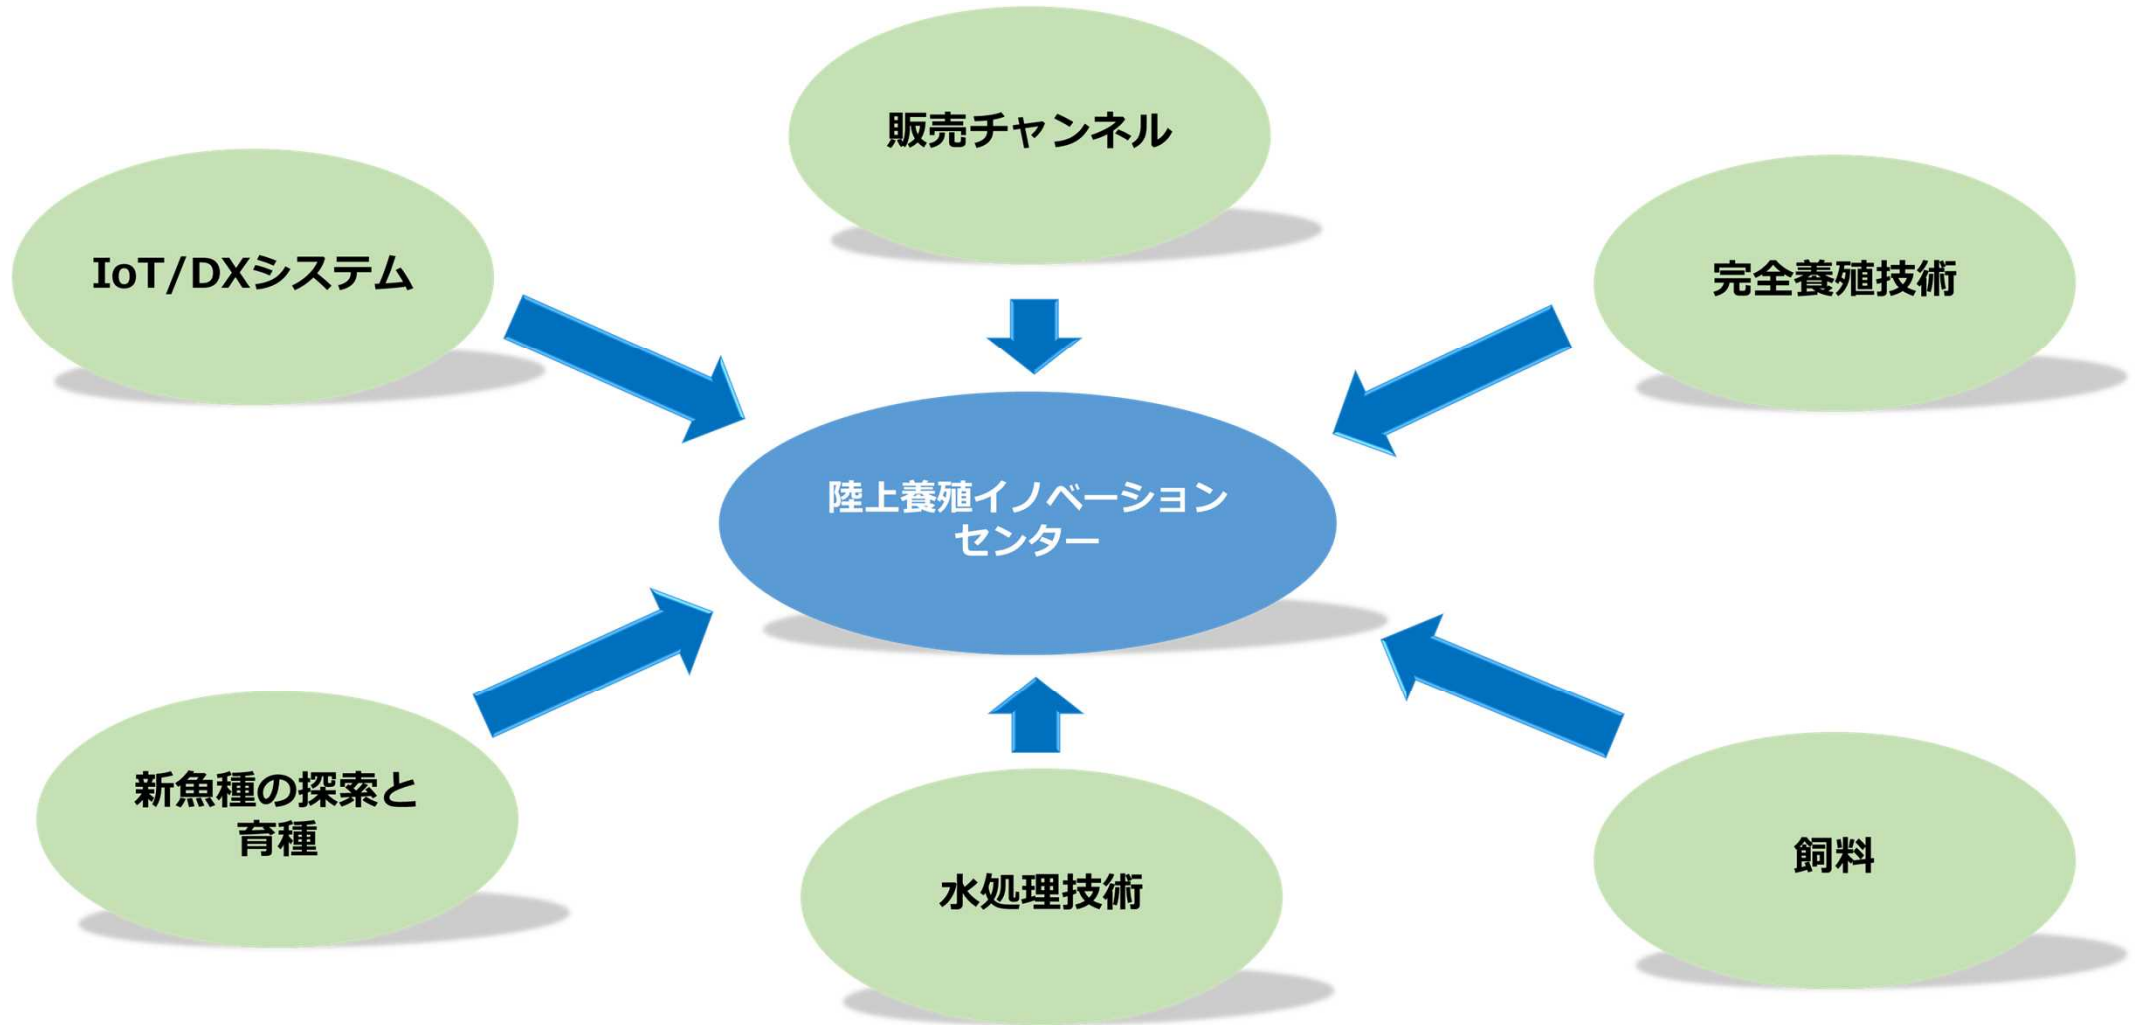 販売チャンネル
IoT/DXシステム
完全養殖技術
陸上養殖イノベーション
センター
新魚種の探索と
育種
水処理技術
飼料